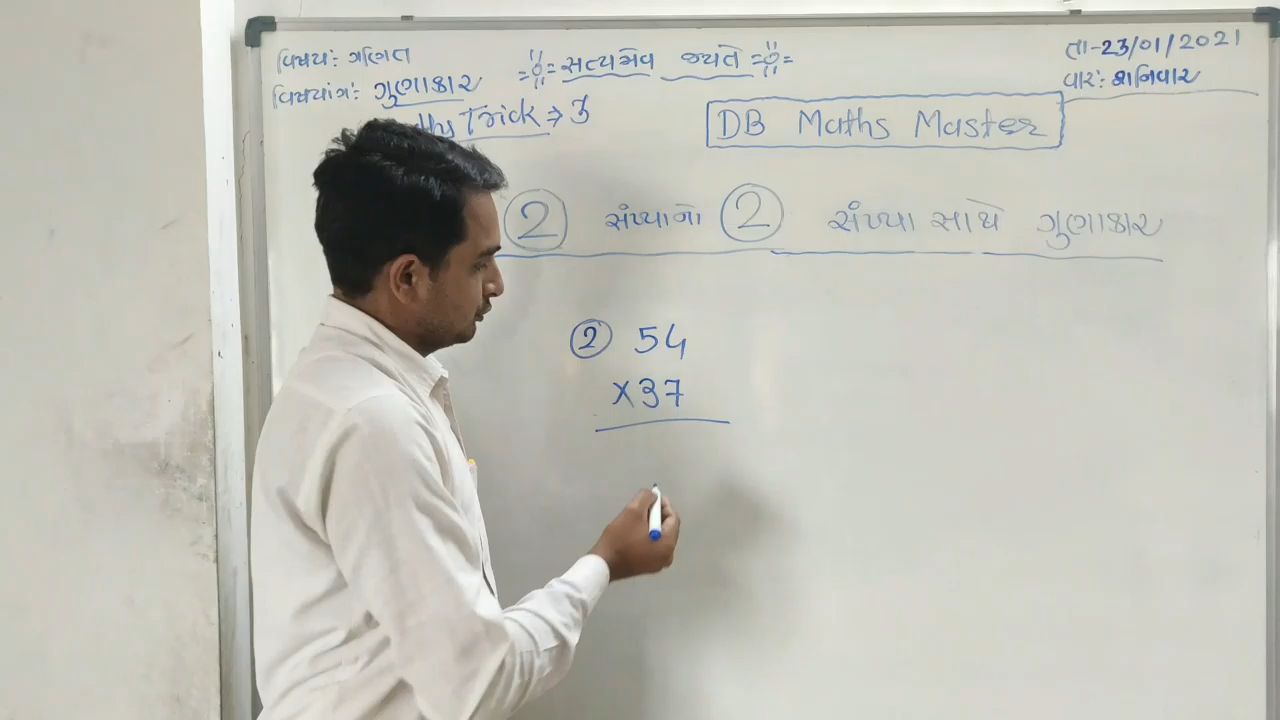 વિષય: ગણિત
સત્યમેવ જયતે
તા-23/01/2021
વિષયાંગ: ગુણાકાર
વાર: શનિવાર
Trick ⇒ 3
DB Maths Master
2 સંખ્યાનો 2 સંખ્યા સાથે ગુણાકાર
2 54
×37